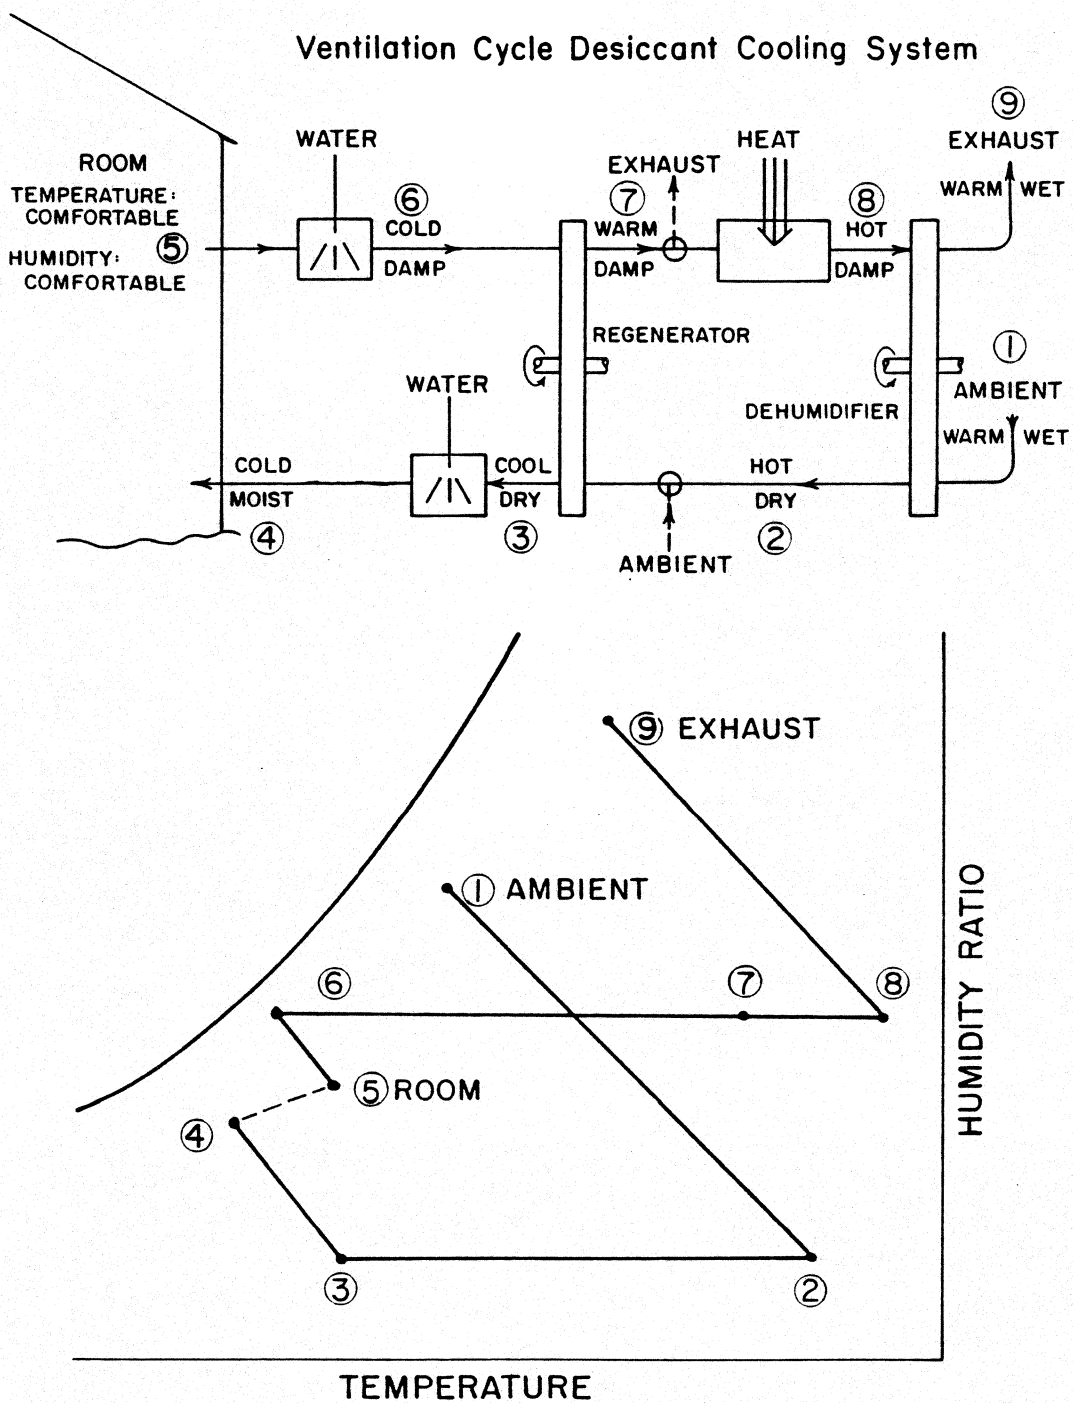 Ventilation Cycle Desiccant Cooling System
⑨
WATER
HEAT
EXHAUST
ROOM
EXHAUST
TEMPERATURE:
COMFORTABLE
⑥
⑦
⑧
WARM WET
COLD
WARM
HOT
⑤
HUMIDITY:
COMFORTABLE
DAMP
DAMP
DAMP
REGENERATOR
①
WATER
AMBIENT
DEHUMIDIFIER
WARM WET
COLD
COOL
HOT
MOIST
DRY
DRY
④
③
②
AMBIENT
⑨ EXHAUST
① AMBIENT
⑥
⑦
⑧
⑤ ROOM
④
③
②
HUMIDITY RATIO
TEMPERATURE